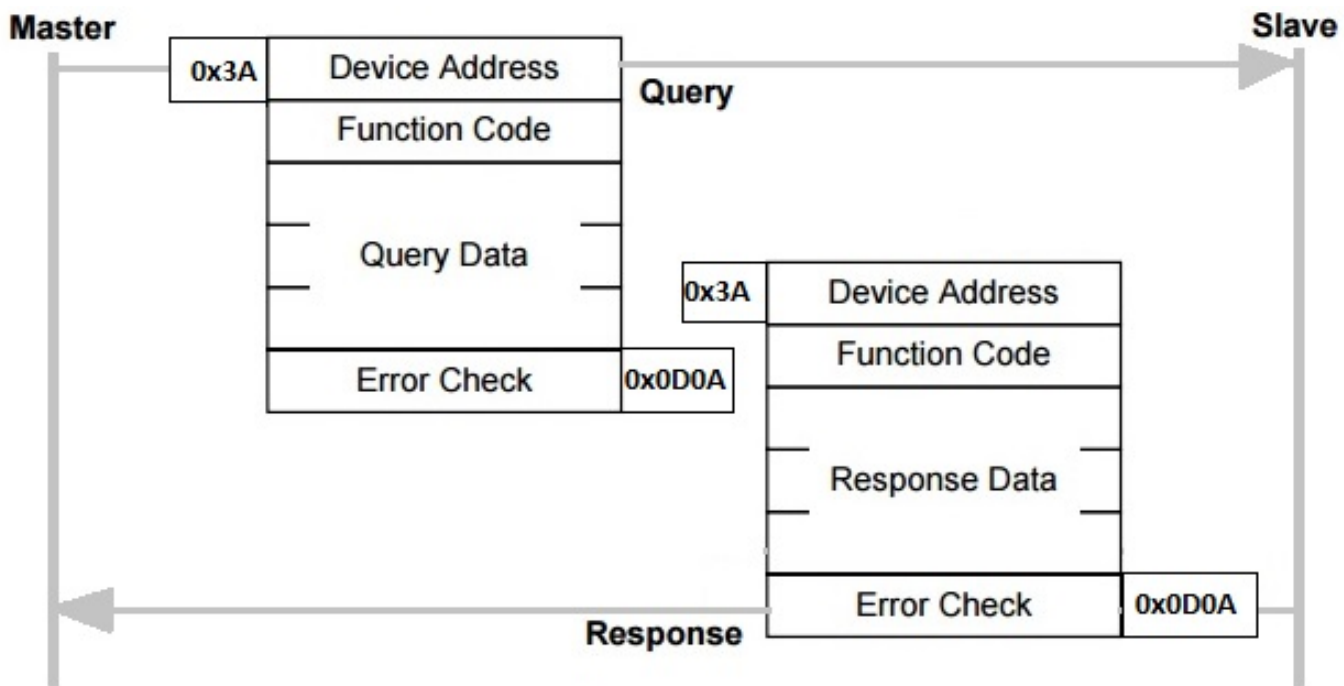 Master
Slave
0x3A
Device Address
Query
Function Code
Query Data
Error Check
0x0D0A
0x3A
Device Address
Function Code
Response Data
Error Check
0x0D0A
Response